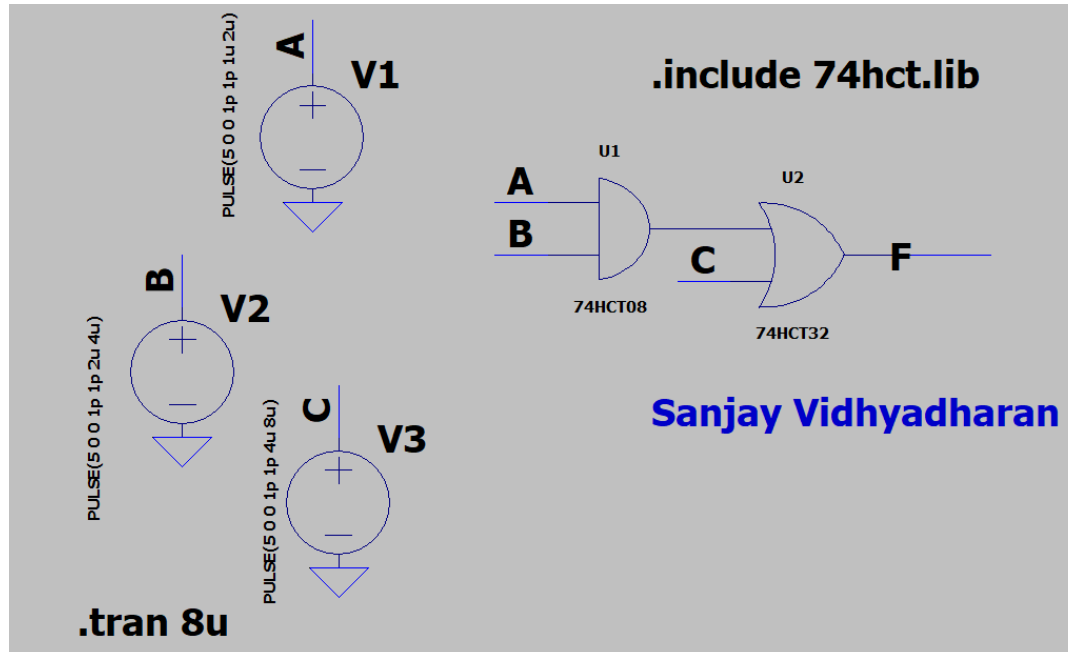 A
V1
PULSE(5 0 0 1p 1p 1u 2u)
.include 74hct.lib
U1
U2
A
B
C
F
74HCT08
74HCT32
B
V2
PULSE(5 0 0 1p 1p 2u 4u)
C
V3
PULSE(5 0 0 1p 1p 4u 8u)
Sanjay Vidhyadharan
.tran 8u